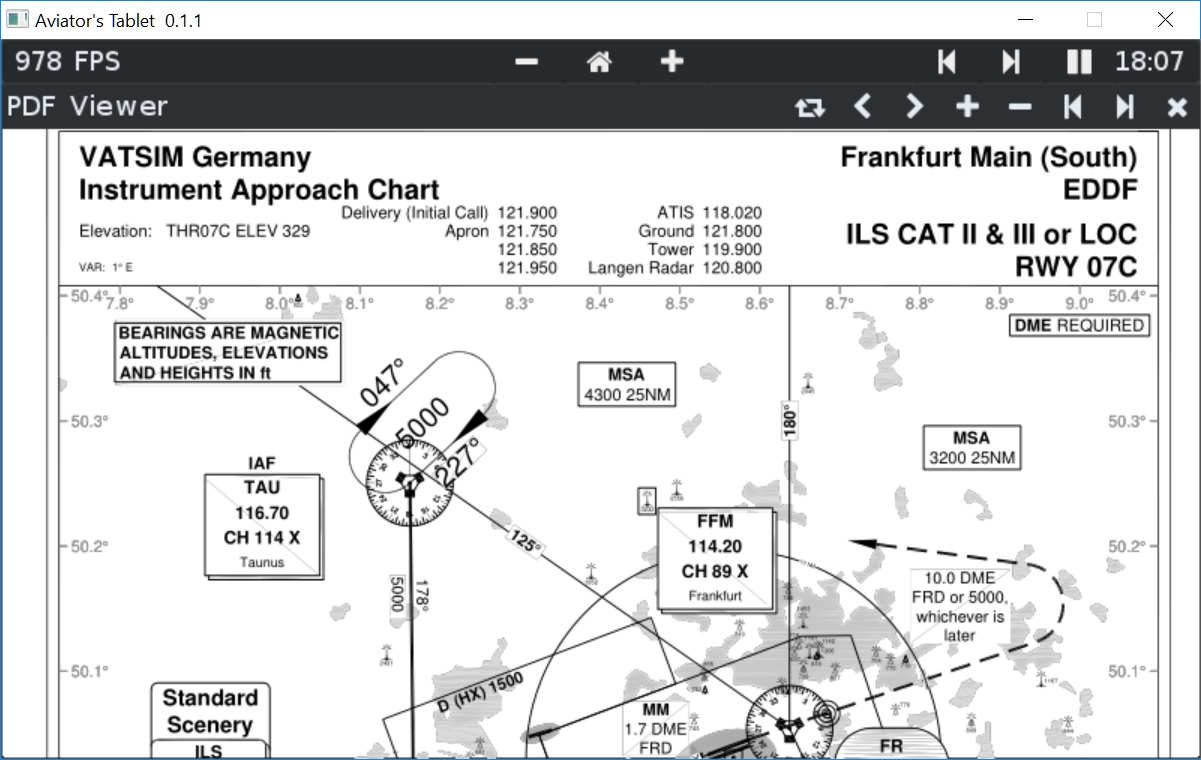 Aviator's Tablet  0.1.1
978 FPS
18:07
PDF Viewer
VATSIM Germany
Instrument Approach Chart
Frankfurt Main (South)
EDDF
Delivery (Initial Call) 121.900
ATIS 118.020
Elevation: THR07C ELEV 329
Apron 121.750
Ground 121.800
ILS CAT II & III or LOC
121.850
Tower 119.900
VAR: 1° E
121.950
Langen Radar 120.800
RWY 07C
50.4°
7.8° 7.9° 8.0° 8.1° 8.2° 8.3° 8.4° 8.5° 8.6° 8.7° 8.8° 8.9° 9.0°
50.4°
BEARINGS ARE MAGNETIC
ALTITUDES, ELEVATIONS
AND HEIGHTS IN ft
DME REQUIRED
047°
5000
227°
MSA
4300 25NM
180°
50.3°
50.3°
MSA
3200 25NM
IAF
TAU
116.70
CH 114 X
Taunus
125°
FFM
114.20
CH 89 X
Frankfurt
50.2°
50.2°
178°
5000
10.0 DME
FRD or 5000,
whichever is
later
50.1°
50.1°
D (HX) 1500
Standard
Scenery
ILS
MM
1.7 DME
FRD
FR